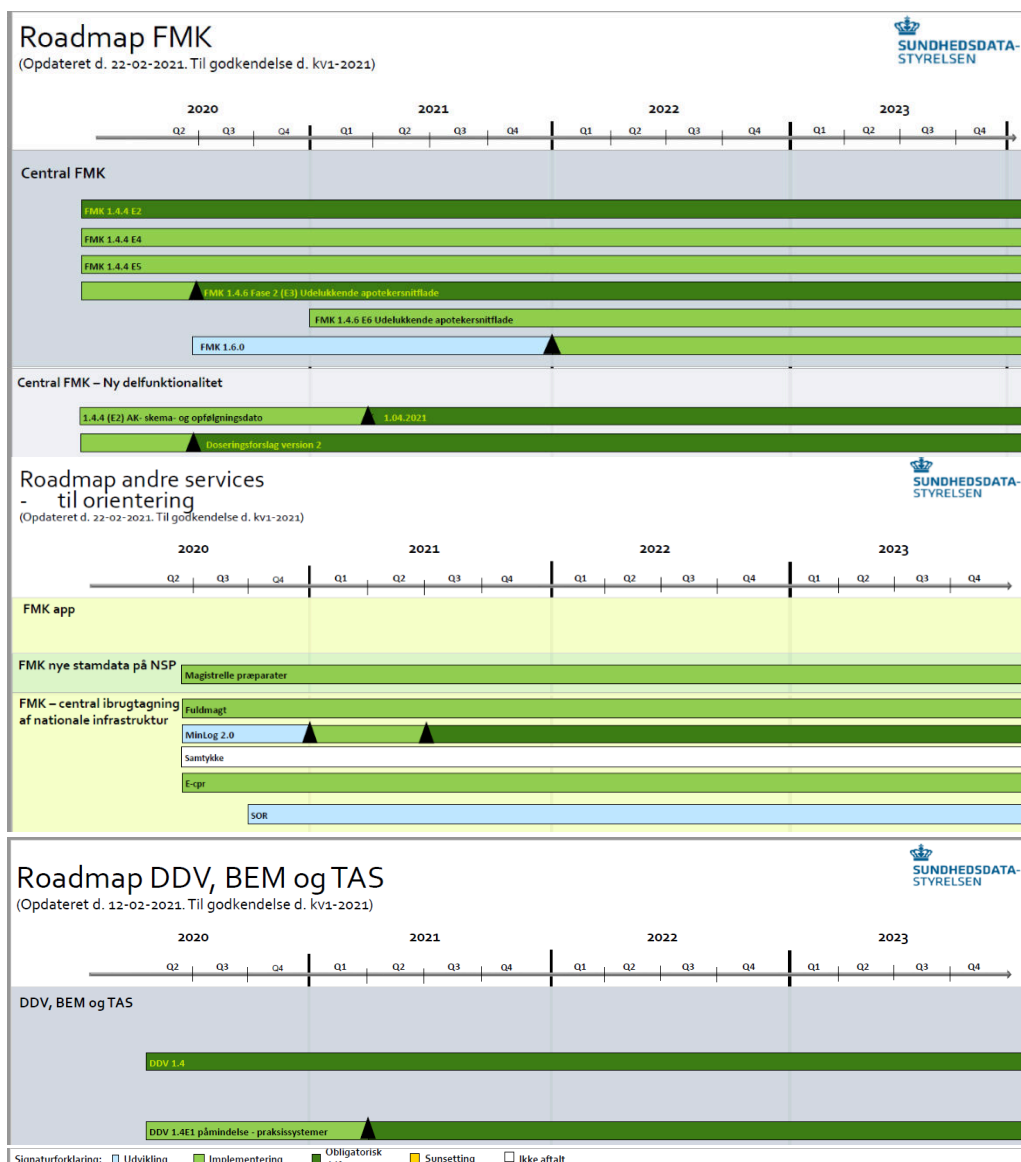 Roadmap FMK
(Opdateret d. 22-02-2021. Til godkendelse d. kv1-2021)
SUNDHEDSDATA-
STYRELSEN
2020 2021 2022 2023
Q2 Q3 Q4 Q1 Q2 Q3 Q4 Q1 Q2 Q3 Q4 Q1 Q2 Q3 Q4
Central FMK
FMK 1.4.4 E2
FMK 1.4.4 E4
FMK 1.4.4 E5
FMK 1.4.6 Fase 2 (E3) Udelukkende apotekersnitflade
FMK 1.4.6 E6 Udelukkende apotekersnitflade
FMK 1.6.0
Central FMK – Ny delfunktionalitet
1.4.4 (E2) AK- skema- og opfølgningsdato 1.04.2021
Doseringsforslag version 2
Roadmap andre services
- til orientering
(Opdateret d. 22-02-2021. Til godkendelse d. kv1-2021)
SUNDHEDSDATA-
STYRELSEN
2020 2021 2022 2023
Q2 Q3 Q4 Q1 Q2 Q3 Q4 Q1 Q2 Q3 Q4 Q1 Q2 Q3 Q4
FMK app
FMK nye stamdata på NSP
Magistrelle præparater
FMK – central ibrugtagning
af nationale infrastruktur
Fuldmagt
MinLog 2.0
Samtykke
E-cpr
SOR
Roadmap DDV, BEM og TAS
(Opdateret d. 12-02-2021. Til godkendelse d. kv1-2021)
SUNDHEDSDATA-
STYRELSEN
2020 2021 2022 2023
Q2 Q3 Q4 Q1 Q2 Q3 Q4 Q1 Q2 Q3 Q4 Q1 Q2 Q3 Q4
DDV, BEM og TAS
DDV 1.4
DDV 1.4E1 påmindelse - praksissystemer
Signaturforklaring: Udvikling Implementering Obligatorisk Sunsetting Ikke aftalt